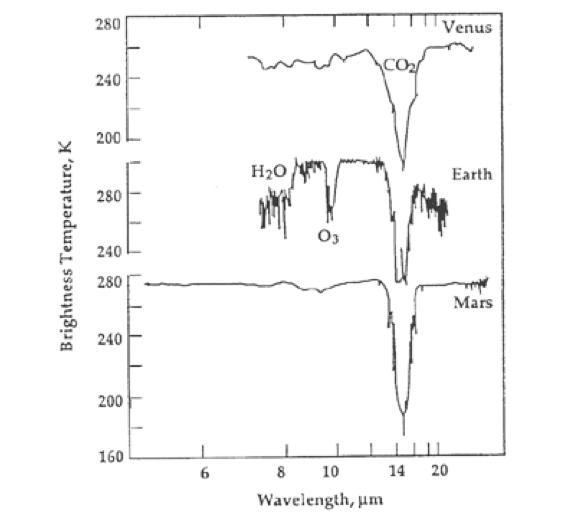 280
Venus
240
CO2
200
H2O
Earth
280
O3
240
280
Mars
240
200
160
6 8 10 14 20
Wavelength, μm
Brightness Temperature, K